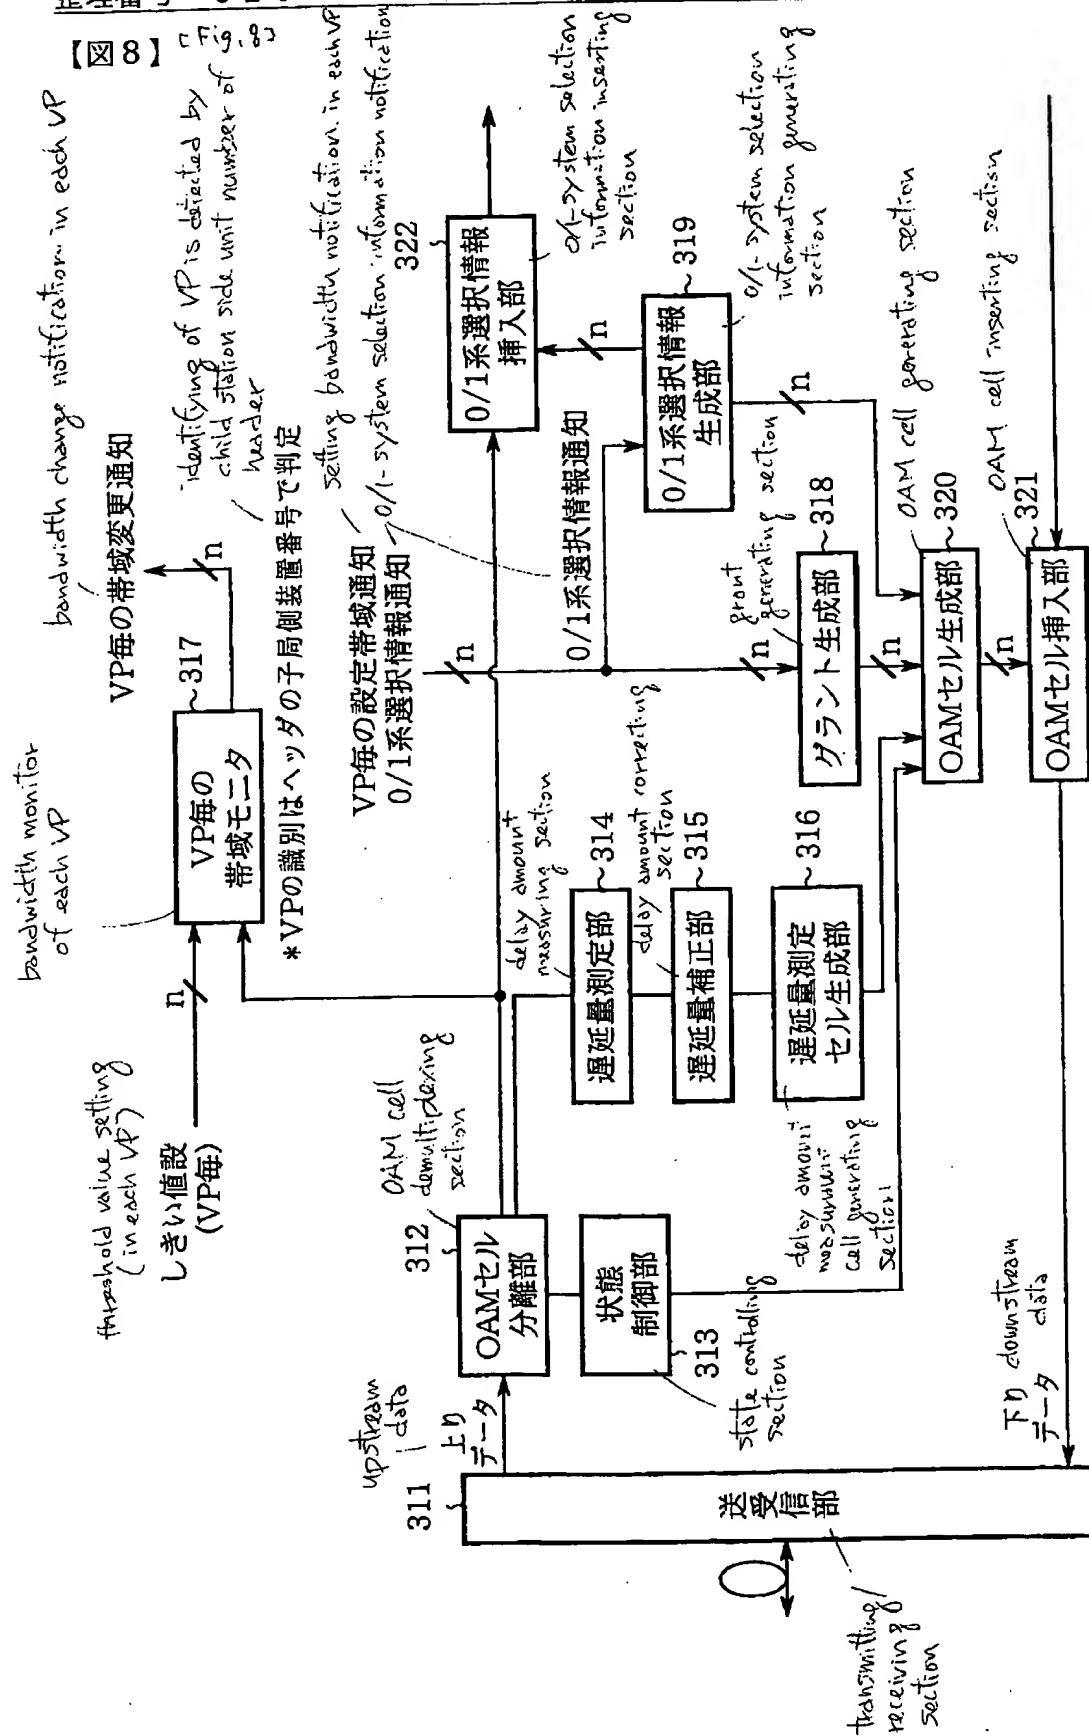 【図8】
[Fig. 8]
bandwidth change notification in each VP
VP毎の帯域変更通知
n
identifying of VP is detected by
child station side unit number of
header
*VPの識別はヘッダの子局側装置番号で判定
317
VP毎の
帯域モニタ
bandwidth monitor
of each VP
n
threshold value setting
(in each VP)
しきい値設
(VP毎)
setting bandwidth notification in each VP
0/1-system selection information notification
VP毎の設定帯域通知
0/1系選択情報通知
n
322
0/1系選択情報
挿入部
0/1-system selection
information inserting
section
n
0/1系選択情報通知
319
0/1系選択情報
生成部
0/1-system selection
information generating
section
n
n
318
グラント生成部
grant
generating section
n
320
OAMセル生成部
OAM cell generating section
n
321
OAMセル挿入部
OAM cell inserting section
314
遅延量測定部
delay amount
measuring section
315
遅延量補正部
delay amount correcting
section
316
遅延量測定
セル生成部
delay amount
measurement
cell generating
section
312
OAMセル
分離部
OAM cell
demultiplexing
section
313
状態
制御部
state controlling
section
upstream
data
上り
データ
下り
データ
downstream
data
311
送受信部
transmitting/
receiving
section